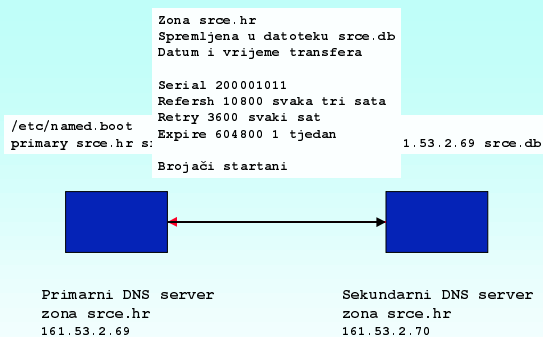 Zona srce.hr
Spremljena u datoteku srce.db
Datum i vrijeme transfera
Serial 200001011
Refersh 10800 svaka tri sata
Retry 3600 svaki sat
Expire 604800 1 tjedan
Brojači startani
/etc/named.boot
primary srce.hr
1.53.2.69 srce.db
Primarni DNS server
zona srce.hr
161.53.2.69
Sekundarni DNS server
zona srce.hr
161.53.2.70